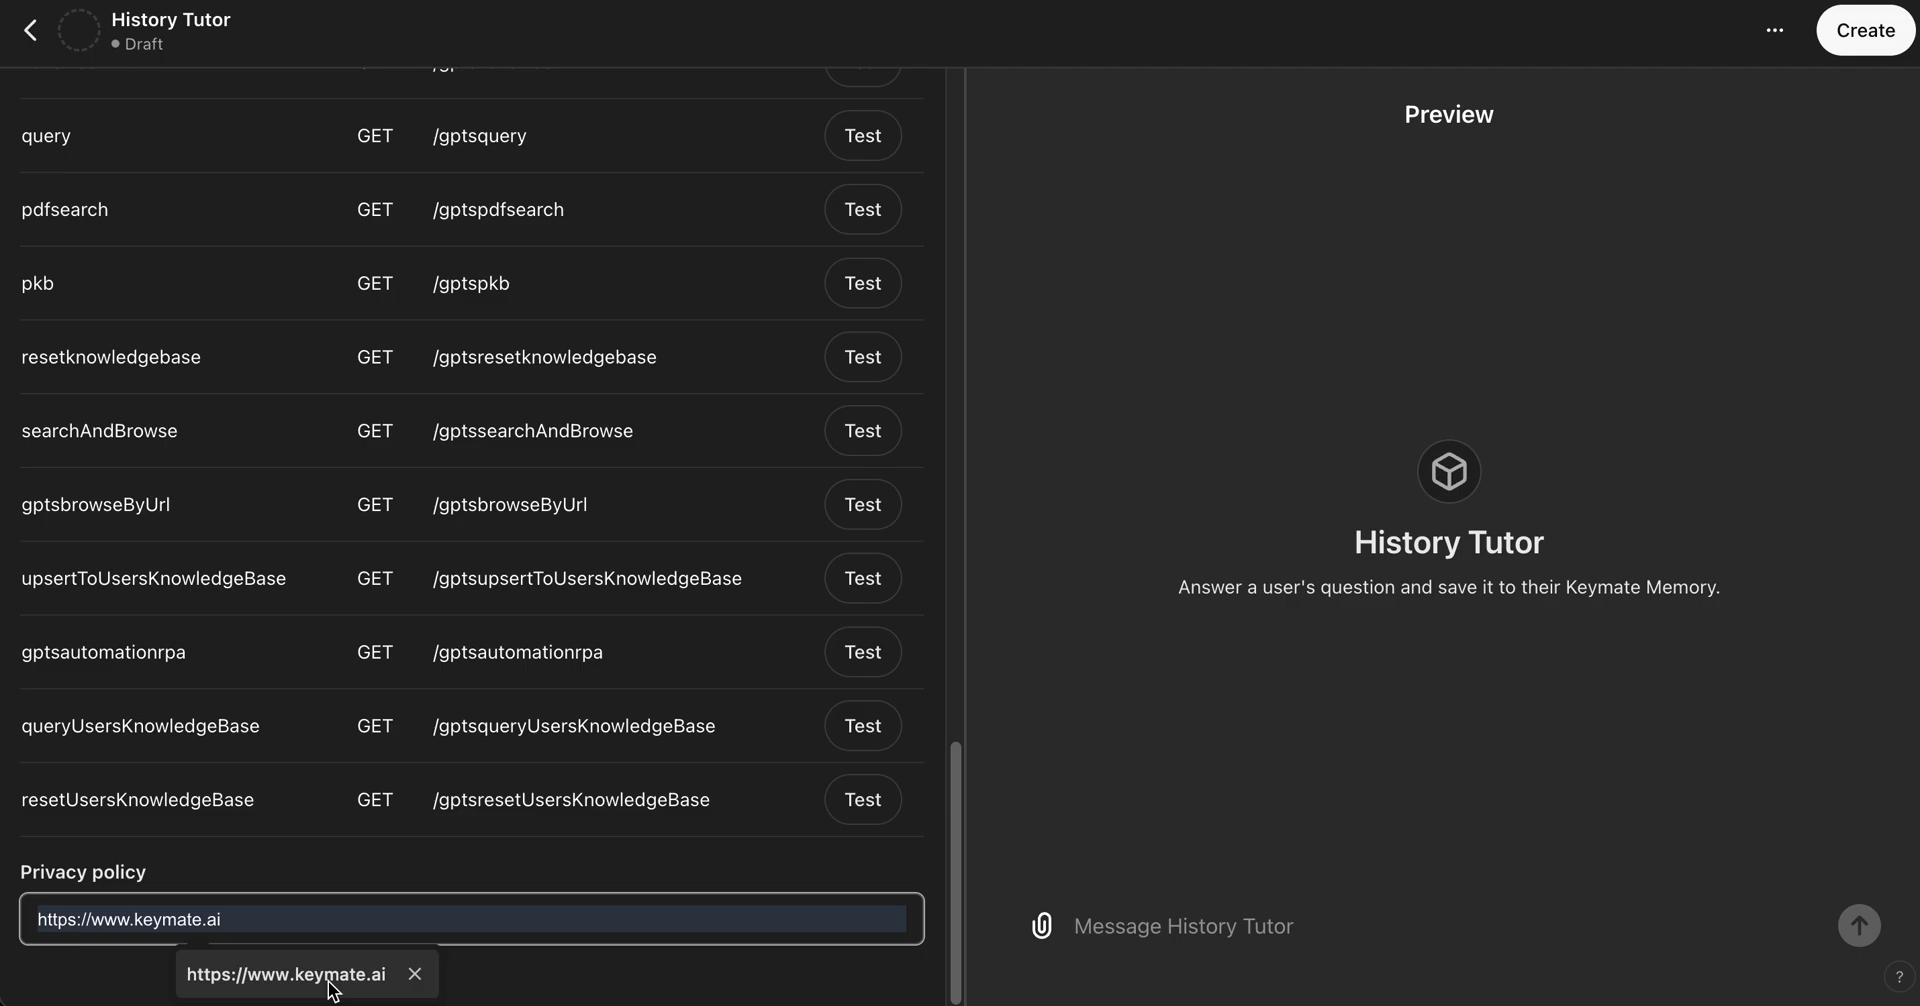 History Tutor
Draft
Create
query GET /gptsquery Test
pdfsearch GET /gptspdfsearch Test
pkb GET /gptspkb Test
resetknowledgebase GET /gptsresetknowledgebase Test
searchAndBrowse GET /gptssearchAndBrowse Test
gptsbrowseByUrl GET /gptsbrowseByUrl Test
upsertToUsersKnowledgeBase GET /gptsupsertToUsersKnowledgeBase Test
gptsautomationrpa GET /gptsautomationrpa Test
queryUsersKnowledgeBase GET /gptsqueryUsersKnowledgeBase Test
resetUsersKnowledgeBase GET /gptsresetUsersKnowledgeBase Test
Privacy policy
https://www.keymate.ai
https://www.keymate.ai
Preview
History Tutor
Answer a user's question and save it to their Keymate Memory.
Message History Tutor
?